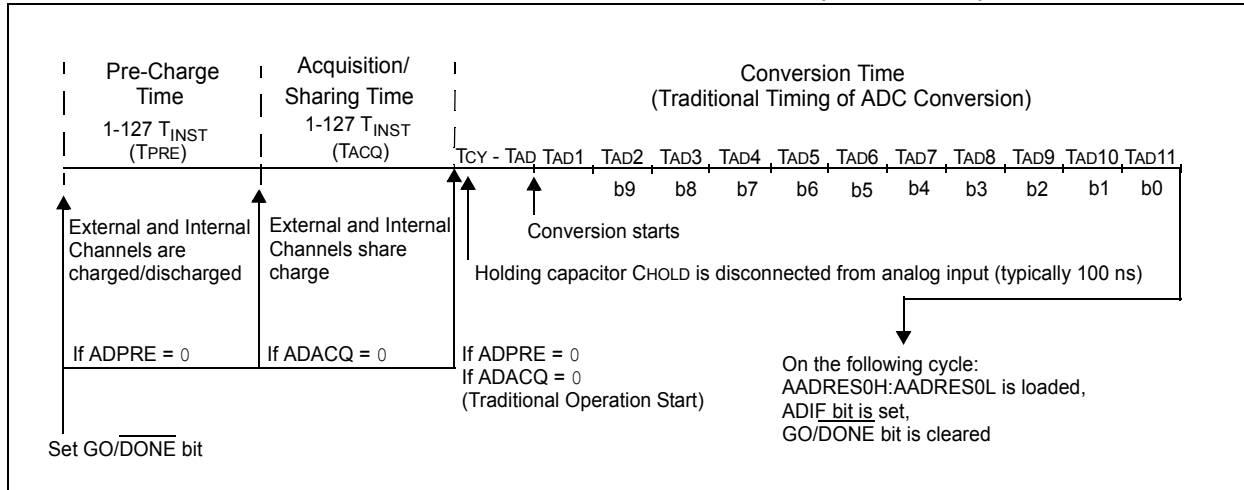 Pre-Charge
Time
1-127 TINST
(TPRE)
Acquisition/
Sharing Time
1-127 TINST
(TACQ)
Conversion Time
(Traditional Timing of ADC Conversion)
TCY - TAD TAD1 TAD2 TAD3 TAD4 TAD5 TAD6 TAD7 TAD8 TAD9 TAD10 TAD11
b9 b8 b7 b6 b5 b4 b3 b2 b1 b0
External and Internal
Channels are
charged/discharged
External and Internal
Channels share
charge
Conversion starts
Holding capacitor CHOLD is disconnected from analog input (typically 100 ns)
If ADPRE = 0
If ADACQ = 0
If ADPRE = 0
If ADACQ = 0
(Traditional Operation Start)
On the following cycle:
AADRES0H:AADRES0L is loaded,
ADIF bit is set,
GO/DONE bit is cleared
Set GO/DONE bit